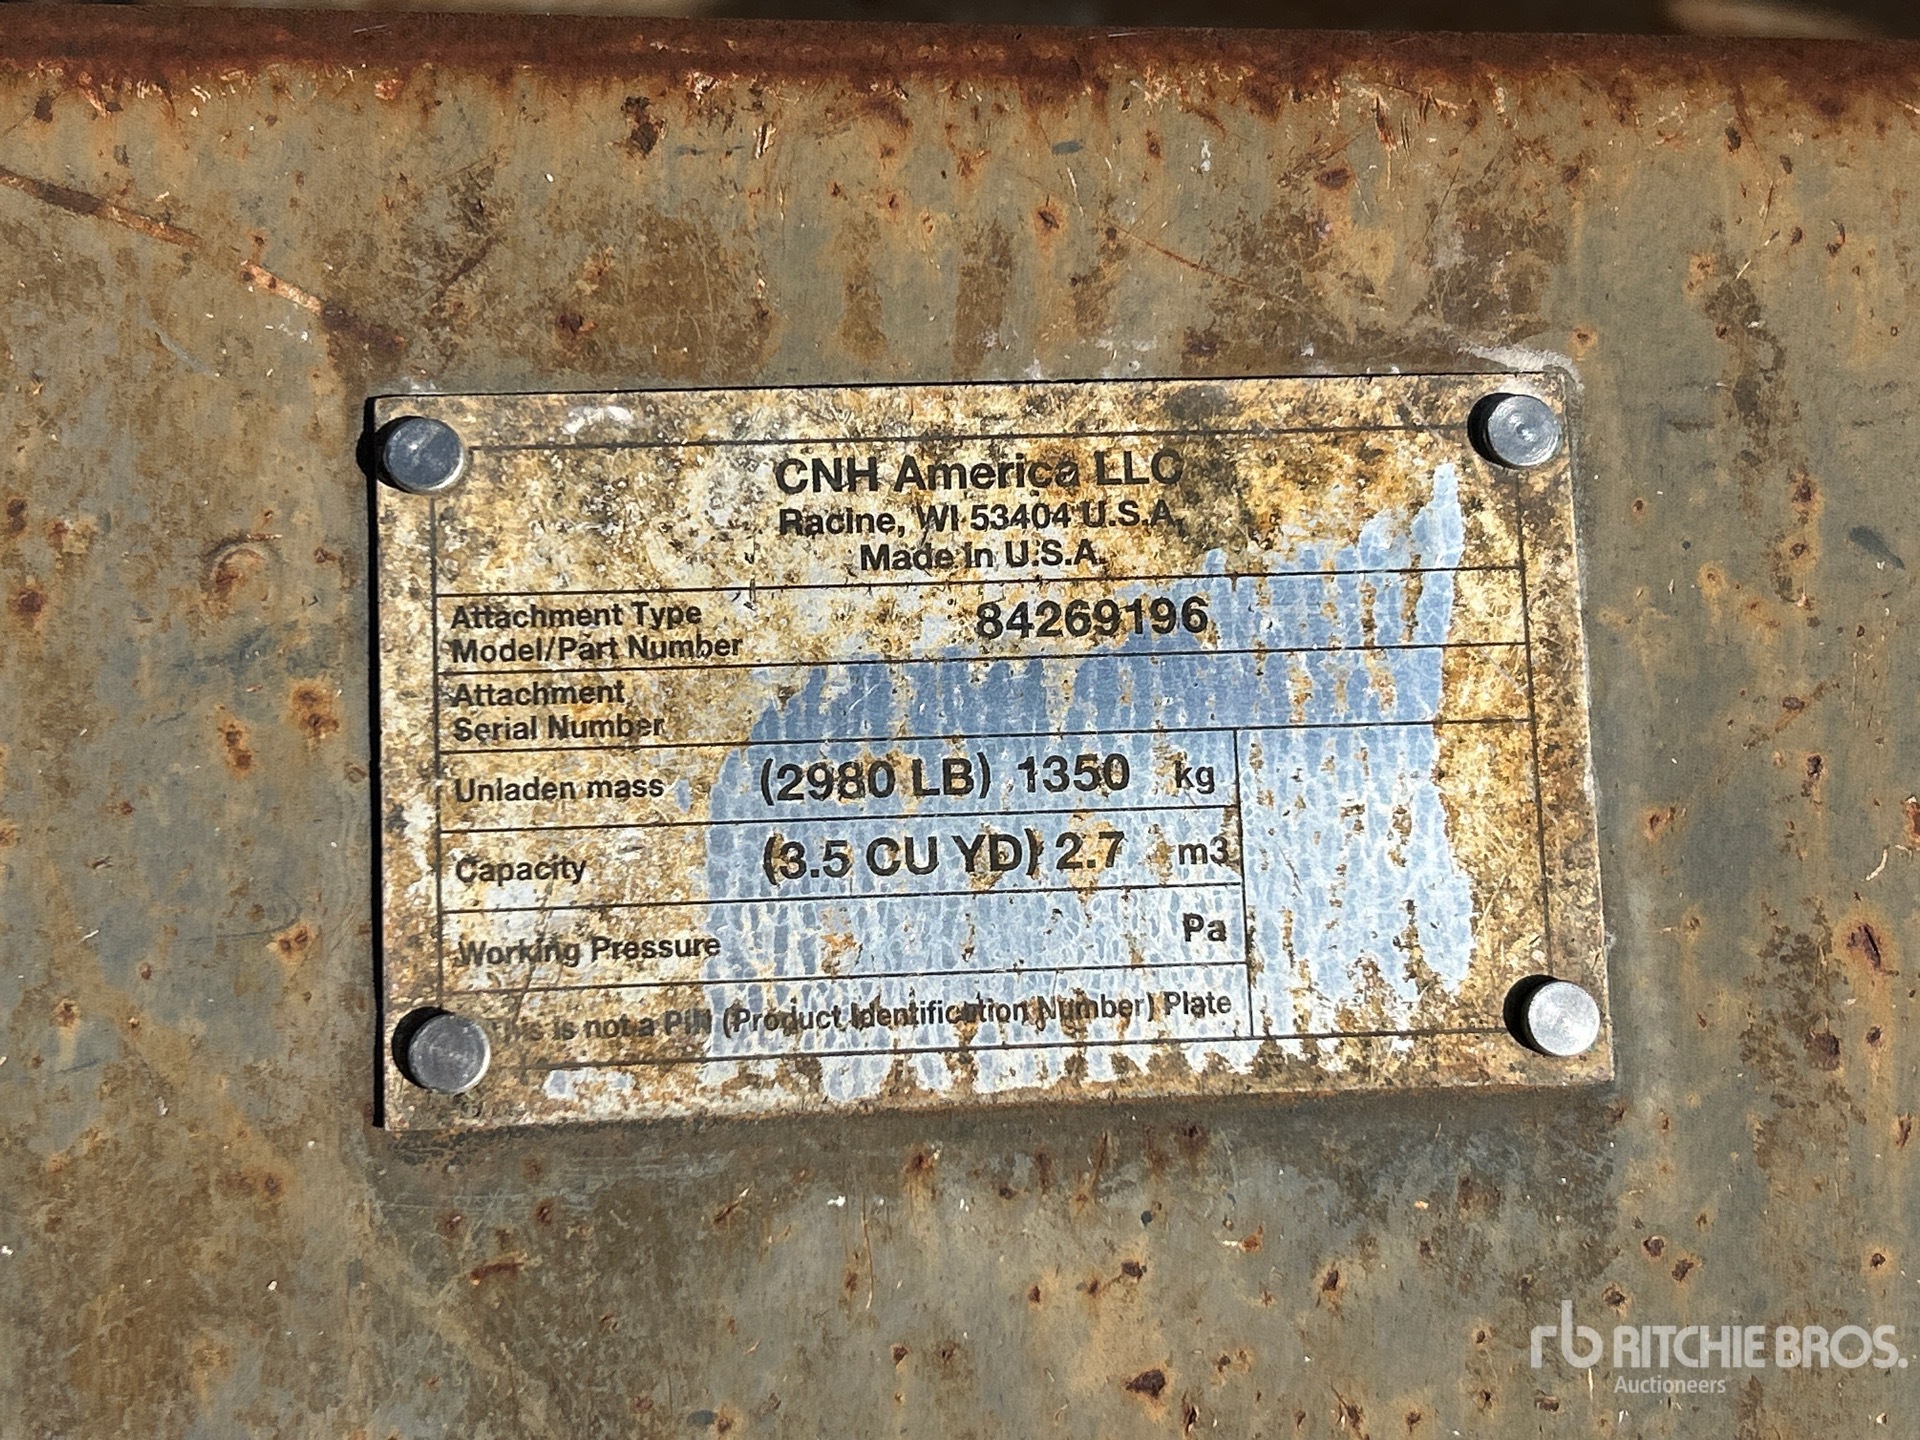 CNH America LLC
Racine, WI 53404 U.S.A.
Made in U.S.A.
Attachment Type
Model/Part Number
84269196
Attachment
Serial Number
Unladen mass (2980 LB) 1350 kg
Capacity (3.5 CU YD) 2.7 m3
Working Pressure Pa
This is not a PIN (Product Identification Number) Plate
rb RITCHIE BROS.
Auctioneers